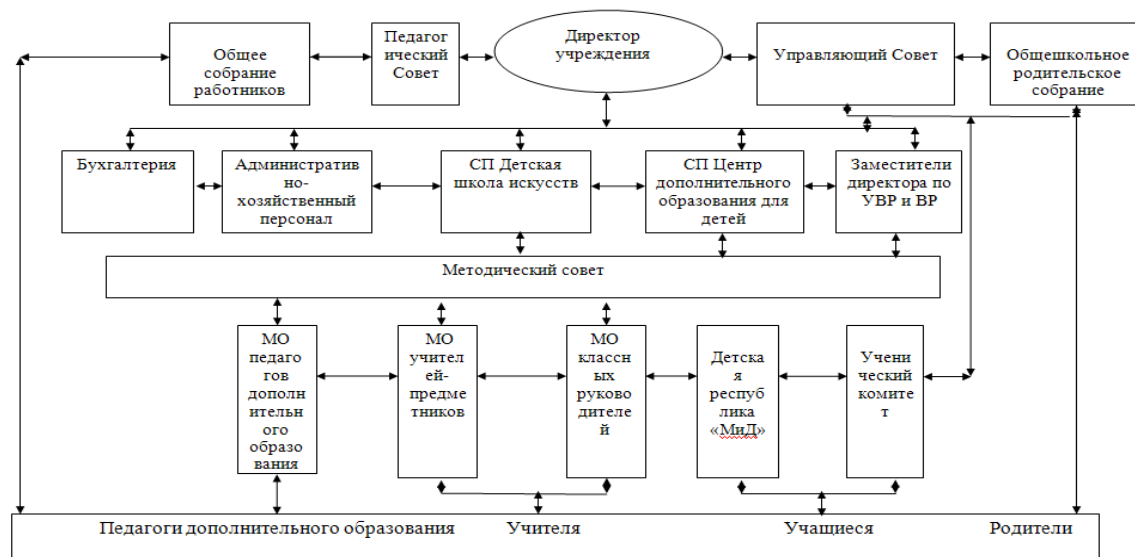 Общее
собрание
работников
Педагог
ический
Совет
Директор
учреждения
Управляющий Совет
Общешкольное
родительское
собрание
Бухгалтерия
Административ
но-
хозяйственный
персонал
СП Детская
школа искусств
СП Центр
дополнительного
образования для
детей
Заместители
директора по
УВР и ВР
Методический совет
МО
педаго
гов
дополн
ительно
го
образо
вания
МО
учител
ей-
предме
тников
МО
классн
ых
руково
дителе
й
Детска
я
респуб
лика
«МиД»
Учени
ческий
комите
т
Педагоги дополнительного образования Учителя Учащиеся Родители